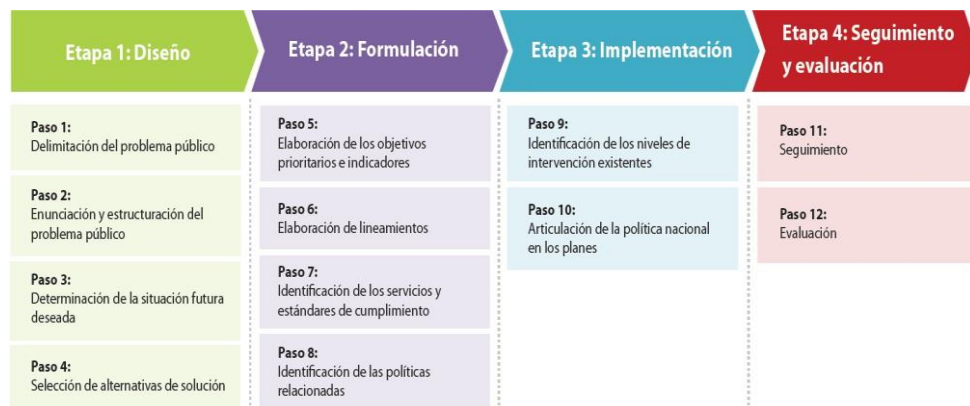 Etapa 1: Diseño
Paso 1:
Delimitación del problema público
Paso 2:
Enunciación y estructuración del
problema público
Paso 3:
Determinación de la situación futura
deseada
Paso 4:
Selección de alternativas de solución
Etapa 2: Formulación
Paso 5
Elaboración de los objetivos
prioritarios e indicadores
Paso 6
Elaboración de lineamientos
Paso 7
Identificación de los servicios y
estándares de cumplimiento
Paso 8:
Identificación de las políticas
relacionadas
Etapa 3: Implementación
Paso 9:
Identificación de los niveles de
intervención existentes
Paso 10:
Articulación de la política nacional
en los planes
Etapa 4: Seguimiento
y evaluación
Paso 11:
Seguimiento
Paso 12:
Evaluación